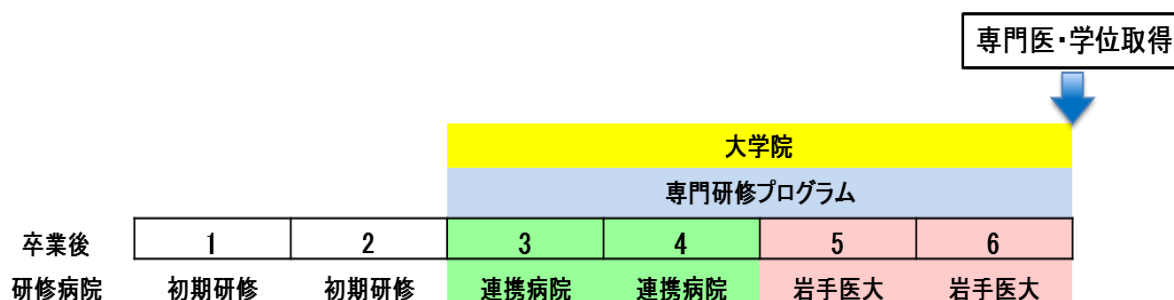 専門医・学位取得
大学院
専門研修プログラム
卒業後 1 2 3 4 5 6
研修病院 初期研修 初期研修 連携病院 連携病院 岩手医大 岩手医大